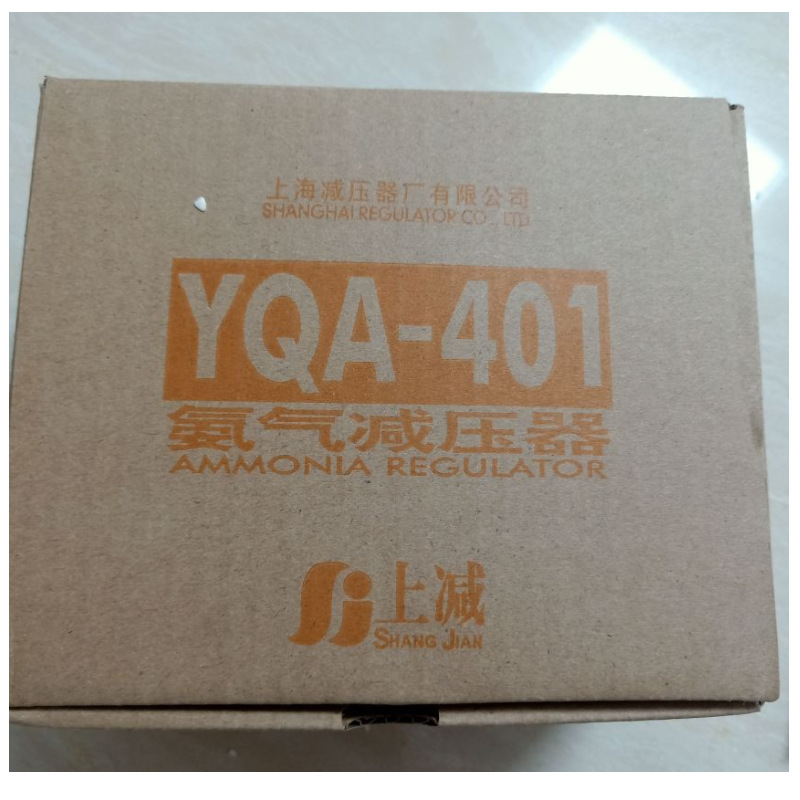 上海减压器厂有限公司
SHANGHAI REGULATOR CO., LTD
YQA-401
氨气减压器
AMMONIA REGULATOR
上减
SHANG JIAN